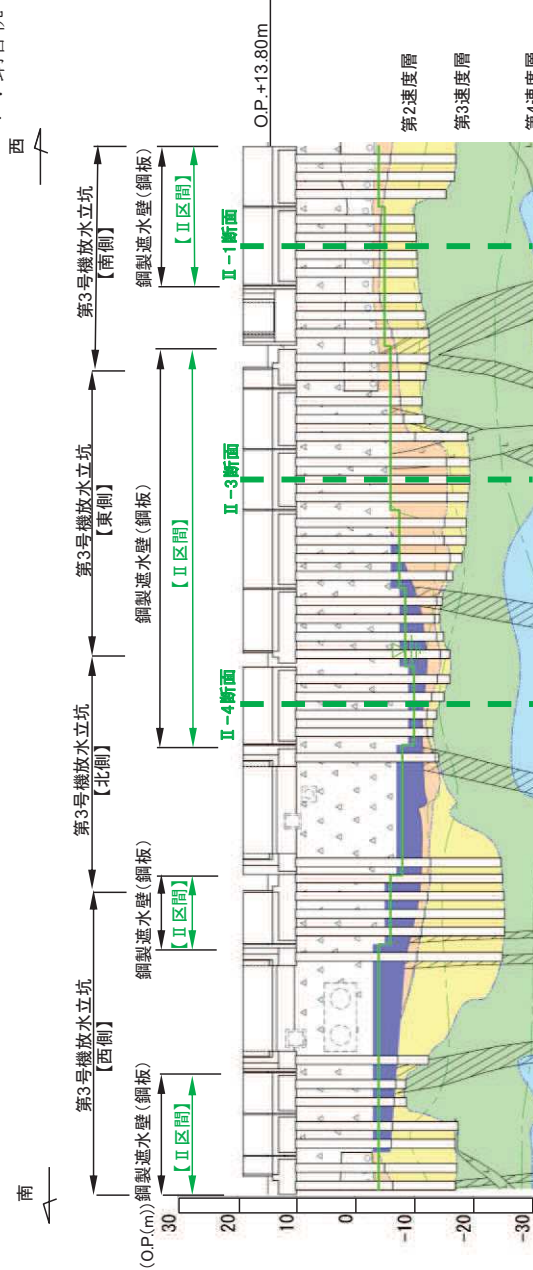 南
西
第3号機放水立坑
【西側】
第3号機放水立坑
【北側】
第3号機放水立坑
【東側】
第3号機放水立坑
【南側】
鋼製遮水壁(鋼板)
【Ⅱ区間】
鋼製遮水壁(鋼板)
【Ⅱ区間】
鋼製遮水壁(鋼板)
【Ⅱ区間】
鋼製遮水壁(鋼板)
【Ⅱ区間】
Ⅱ-4断面
Ⅱ-3断面
Ⅱ-1断面
(O.P.(m))
30
20
10
0
-10
-20
-30
O.P.+13.80m
第2速度層
第3速度層
第4速度層